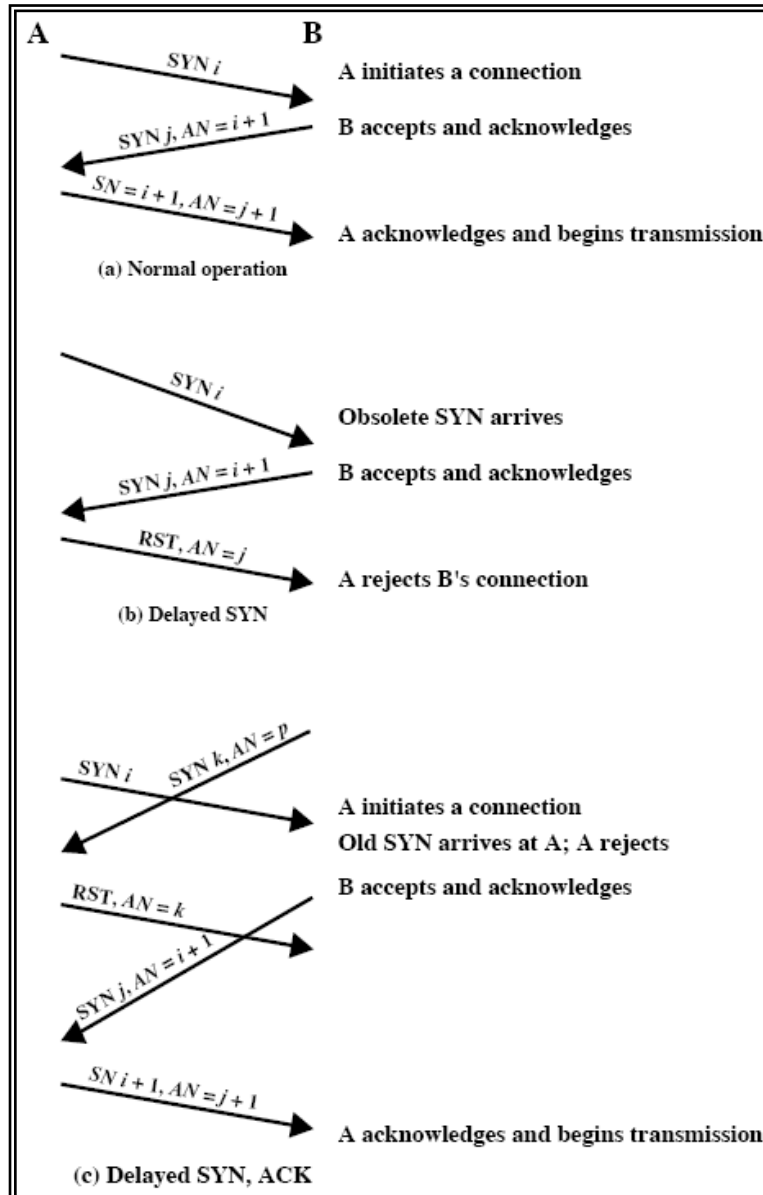 A B
SYN i
A initiates a connection
SYN j, AN = i + 1
B accepts and acknowledges
SN = i + 1, AN = j + 1
A acknowledges and begins transmission
(a) Normal operation
SYN i
Obsolete SYN arrives
SYN j, AN = i + 1
B accepts and acknowledges
RST, AN = j
A rejects B's connection
(b) Delayed SYN
SYN i
SYN k, AN = p
A initiates a connection
Old SYN arrives at A; A rejects
B accepts and acknowledges
RST, AN = k
SYN j, AN = i + 1
SN i + 1, AN = j + 1
A acknowledges and begins transmission
(c) Delayed SYN, ACK